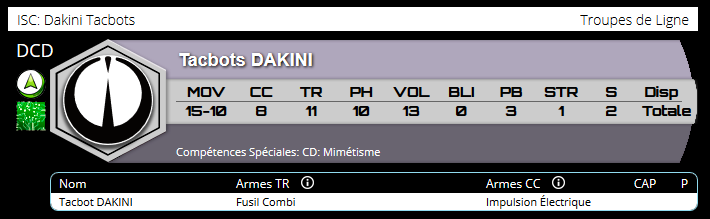 ISC: Dakini Tacbots Troupes de Ligne
DCD
Tacbots DAKINI
MOV CC TR PH VOL BLI PB STR S Disp
15-10 8 11 10 13 0 3 1 2 Totale
Compétences Spéciales: CD: Mimétisme
Nom Armes TR Armes CC CAP P
Tacbot DAKINI Fusil Combi Impulsion Électrique